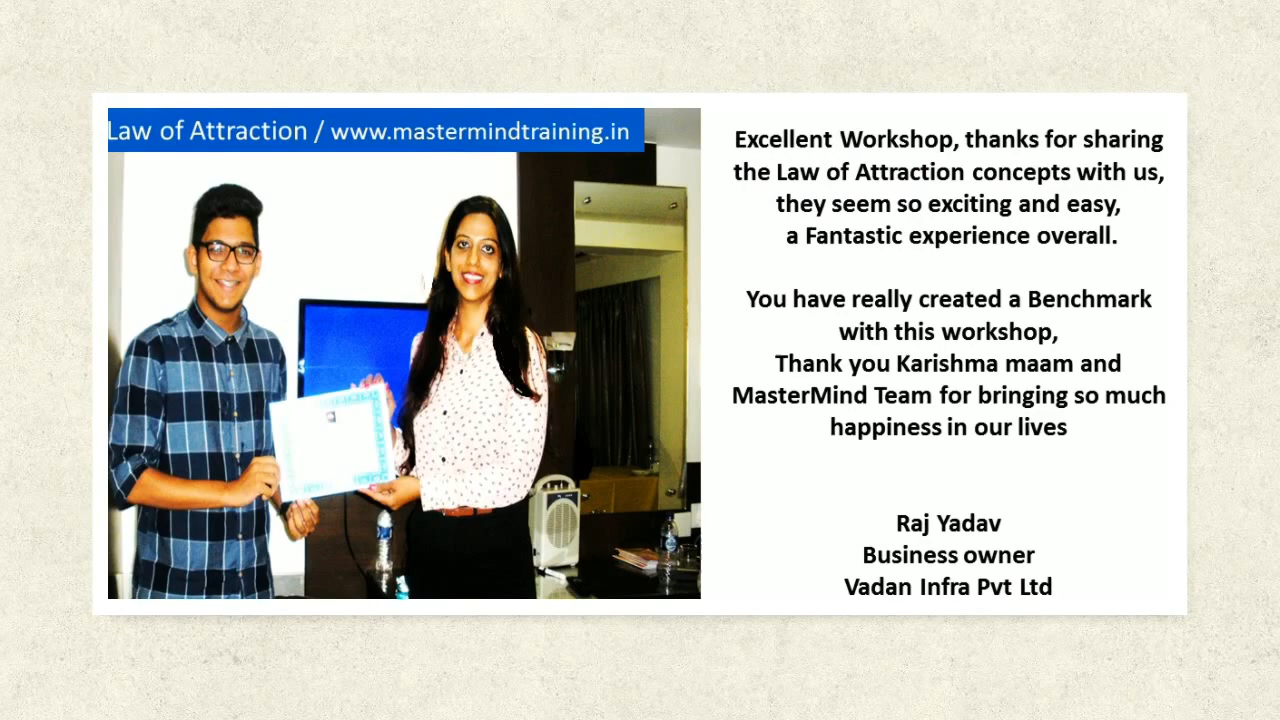 Law of Attraction / www.mastermindtraining.in
Excellent Workshop, thanks for sharing
the Law of Attraction concepts with us,
they seem so exciting and easy,
a Fantastic experience overall.
You have really created a Benchmark
with this workshop,
Thank you Karishma maam and
MasterMind Team for bringing so much
happiness in our lives
Raj Yadav
Business owner
Vadan Infra Pvt Ltd